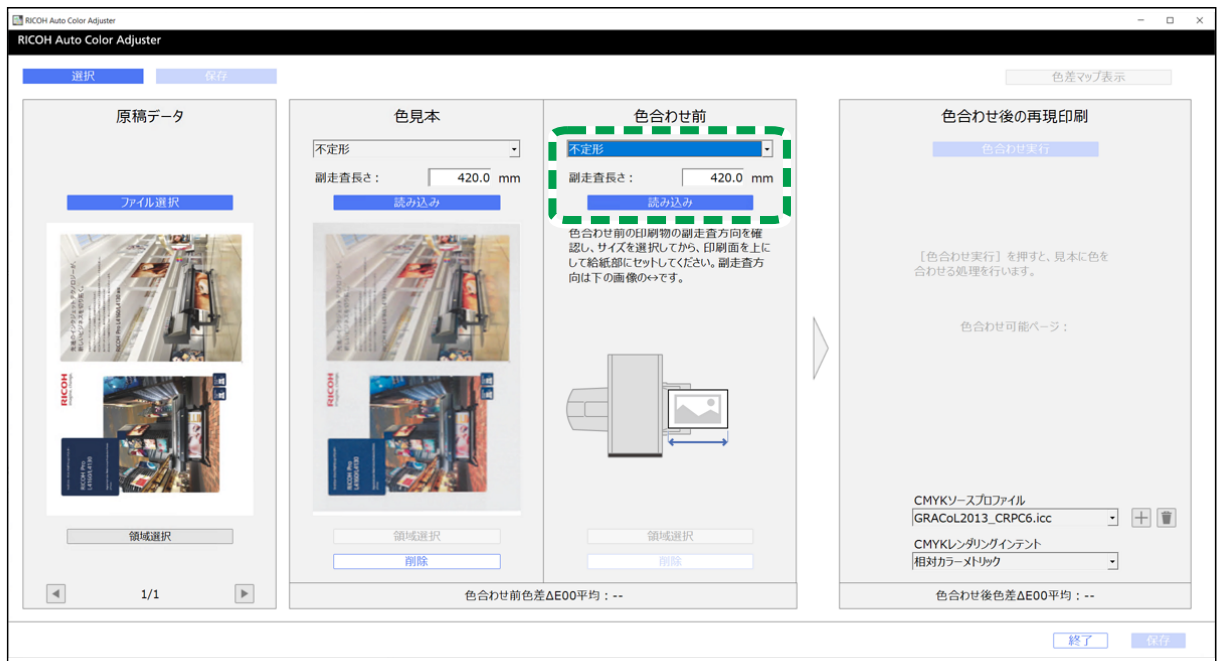 RICOH Auto Color Adjuster
RICOH Auto Color Adjuster
選択
保存
色差マップ表示
原稿データ
ファイル選択
RICOH
imagine. change.
RICOH Pro
L4160/L4130
領域選択
1/1
色見本
不定形
副走査長さ：
420.0 mm
読み込み
RICOH
imagine. change.
RICOH Pro
L4160/L4130
領域選択
削除
色合わせ前
不定形
副走査長さ：
420.0 mm
読み込み
色合わせ前の印刷物の副走査方向を確
認し、サイズを選択してから、印刷面を上に
して給紙部にセットしてください。副走査方
向は下の画像の↔です。
領域選択
削除
色合わせ前色差ΔE00平均：--
色合わせ後の再現印刷
色合わせ実行
［色合わせ実行］を押すと、見本に色を
合わせる処理を行います。
色合わせ可能ページ：
CMYKソースプロファイル
GRACoL2013_CRPC6.icc
CMYKレンダリングインテント
相対カラーメトリック
色合わせ後色差ΔE00平均：--
終了
保存